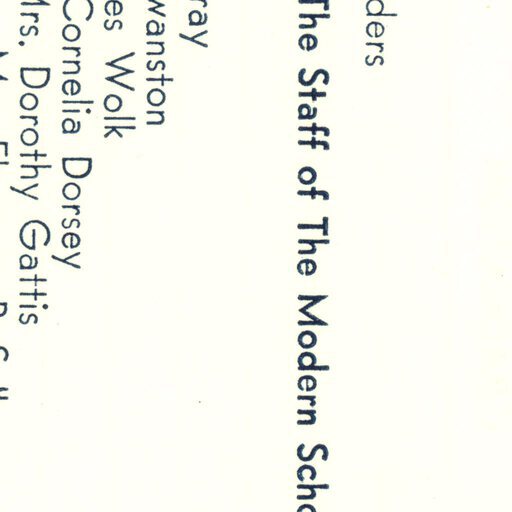 ders
The Staff of The Modern Scho
ray
wanston
es Wolk
Cornelia Dorsey
Mrs. Dorothy Gattis